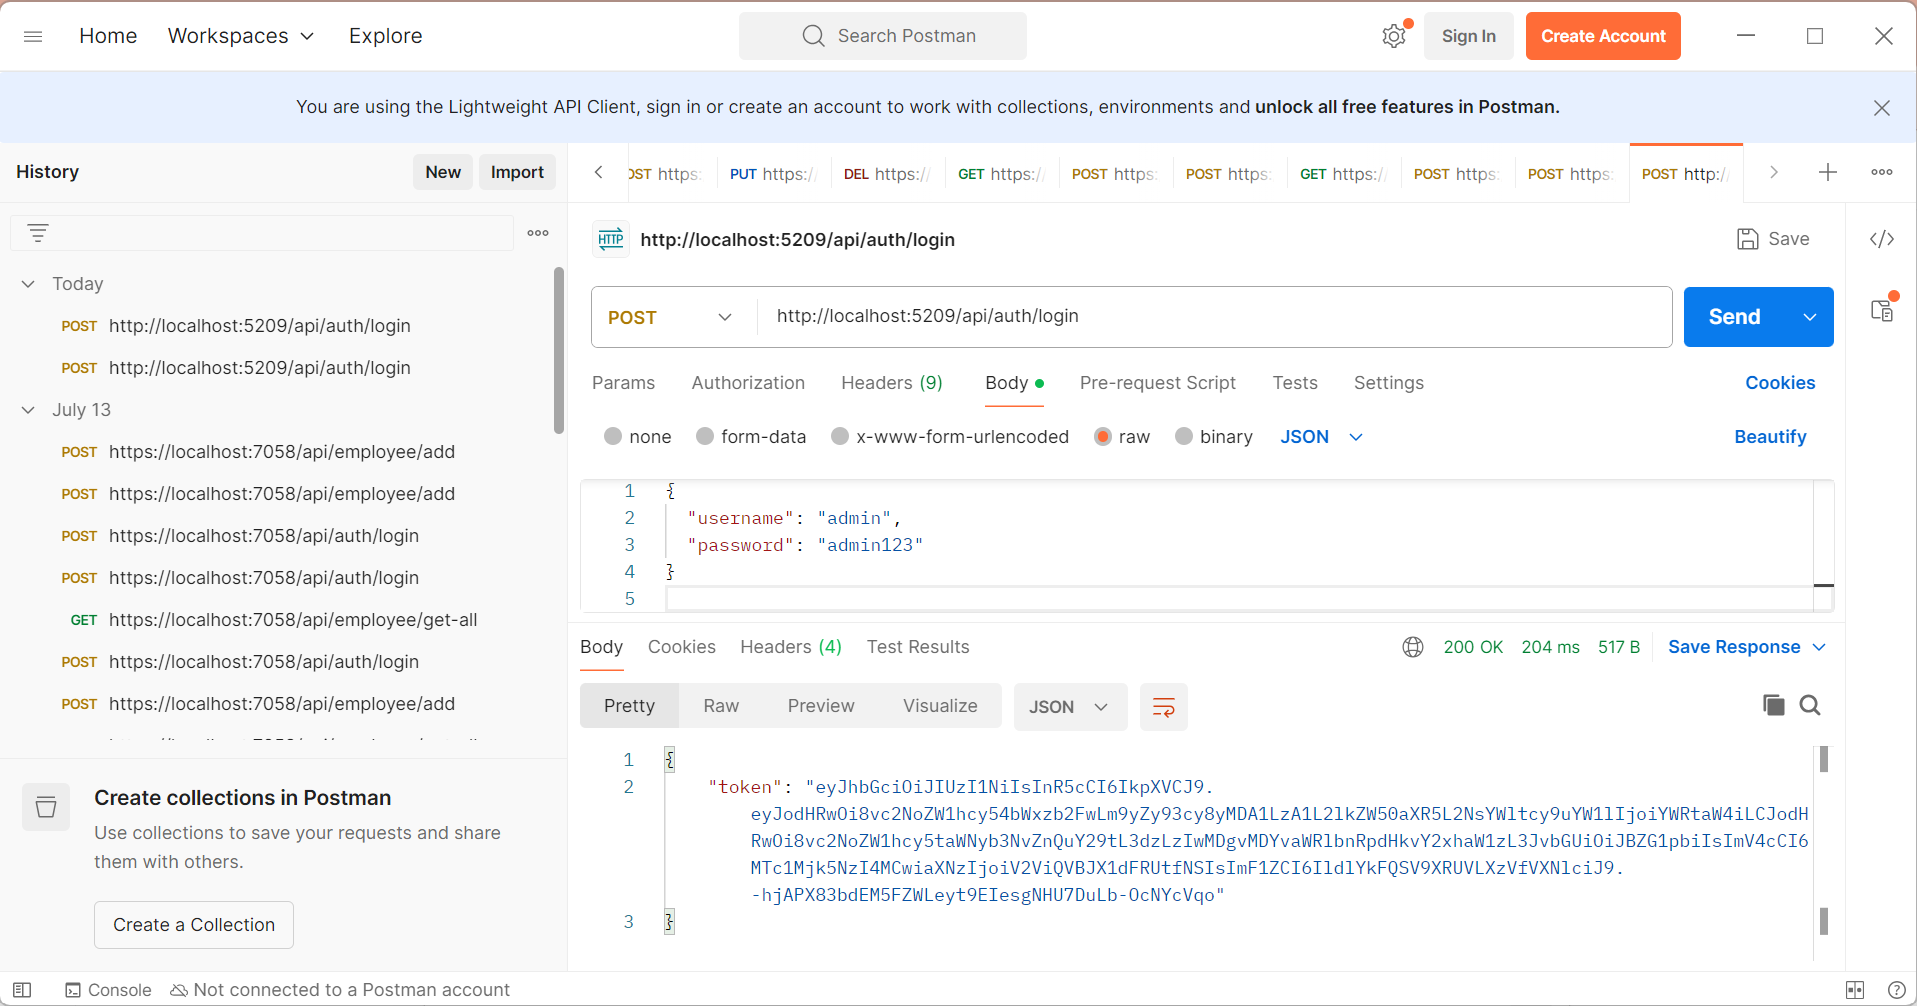 Home Workspaces Explore Search Postman Sign In Create Account
You are using the Lightweight API Client, sign in or create an account to work with collections, environments and unlock all free features in Postman.
History New Import
OST https: PUT https:/ DEL https:/ GET https:/ POST https: POST https: GET https:/ POST https: POST https: POST http:/
HTTP http://localhost:5209/api/auth/login Save
Today
POST http://localhost:5209/api/auth/login
POST http://localhost:5209/api/auth/login
July 13
POST https://localhost:7058/api/employee/add
POST https://localhost:7058/api/employee/add
POST https://localhost:7058/api/auth/login
POST https://localhost:7058/api/auth/login
GET https://localhost:7058/api/employee/get-all
POST https://localhost:7058/api/auth/login
POST https://localhost:7058/api/employee/add
Create collections in Postman
Use collections to save your requests and share
them with others.
Create a Collection
POST http://localhost:5209/api/auth/login Send
Params Authorization Headers (9) Body Pre-request Script Tests Settings Cookies
none form-data x-www-form-urlencoded raw binary JSON Beautify
1 {
2 "username": "admin",
3 "password": "admin123"
4 }
5
Body Cookies Headers (4) Test Results 200 OK 204 ms 517 B Save Response
Pretty Raw Preview Visualize JSON
1 {
2 "token": "eyJhbGciOiJIUzI1NiIsInR5cCI6IkpXVCJ9.
eyJodHRwOi8vc2NoZW1hcy54bWxzb2FwLm9yZy93cy8yMDA1LzA1L2lkZW50aXR5L2NsYWltcy9uYW1lIjoiYWRtaW4iLCJodH
RwOi8vc2NoZW1hcy5taWNyb3NvZnQuY29tL3dzLzIwMDgvMDYvaWRlbnRpdHkvY2xhaW1zL3JvbGUiOiJBZG1pbiIsImV4cCI6
MTc1Mjk5NzI4MCwiaXNzIjoiV2ViQVBJX1dFRUtfNSIsImF1ZCI6IldlYkFQSV9XRUVLXzVfVXNlciJ9.
-hjAPX83bdEM5FZWLeyt9EIesgNHU7DuLb-OcNYcVqo"
3 }
Console Not connected to a Postman account